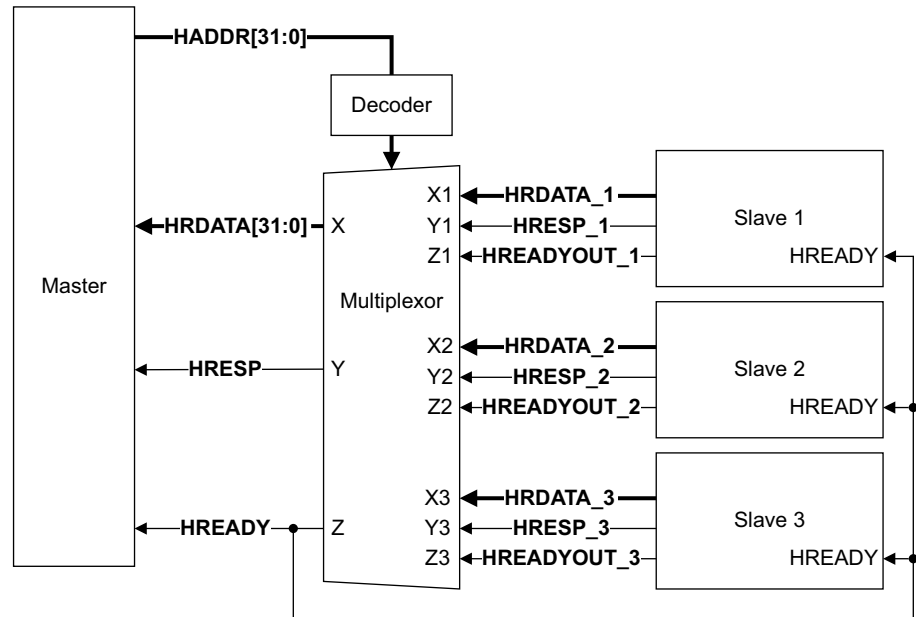 HADDR[31:0]
Decoder
X1 HRDATA_1
HRDATA[31:0] X Y1 HRESP_1 Slave 1
Z1 HREADYOUT_1 HREADY
Master Multiplexor
X2 HRDATA_2
HRESP Y Y2 HRESP_2 Slave 2
Z2 HREADYOUT_2 HREADY
X3 HRDATA_3
HREADY Z Y3 HRESP_3 Slave 3
Z3 HREADYOUT_3 HREADY